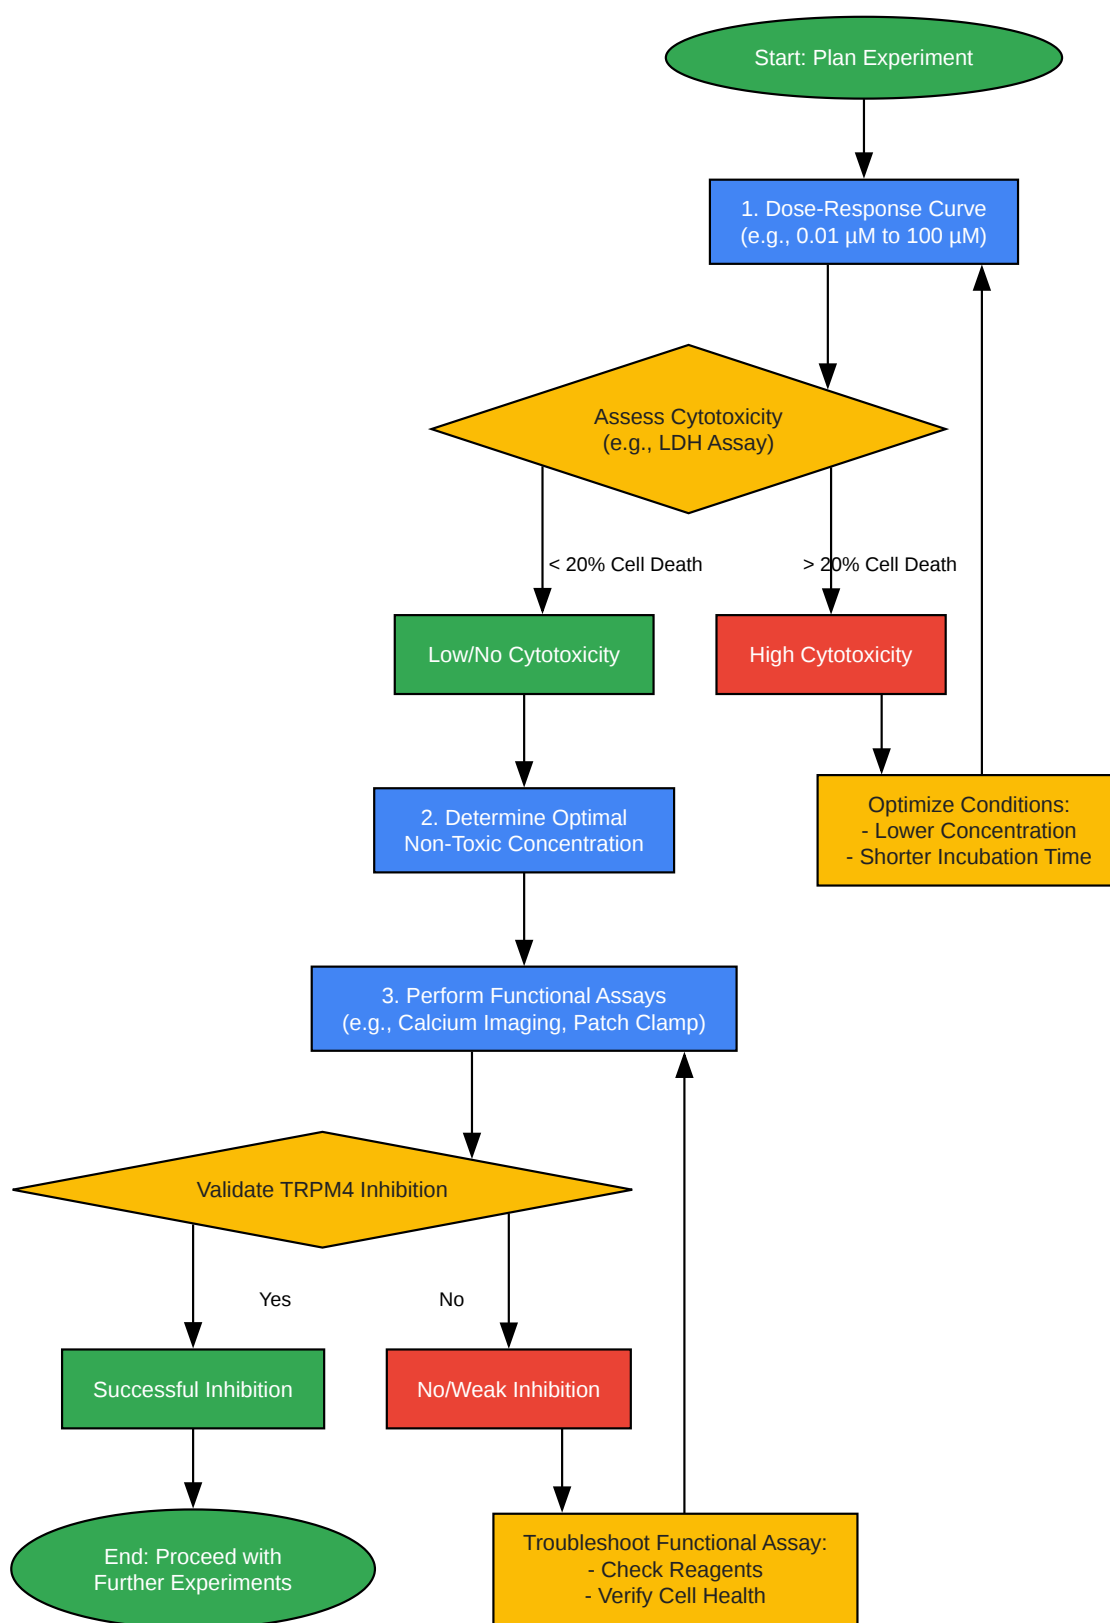 Start: Plan Experiment
1. Dose-Response Curve
(e.g., 0.01 µM to 100 µM)
Assess Cytotoxicity
(e.g., LDH Assay)
< 20% Cell Death
> 20% Cell Death
Low/No Cytotoxicity
High Cytotoxicity
2. Determine Optimal
Non-Toxic Concentration
Optimize Conditions:
- Lower Concentration
- Shorter Incubation Time
3. Perform Functional Assays
(e.g., Calcium Imaging, Patch Clamp)
Validate TRPM4 Inhibition
Yes
No
Successful Inhibition
No/Weak Inhibition
End: Proceed with
Further Experiments
Troubleshoot Functional Assay:
- Check Reagents
- Verify Cell Health